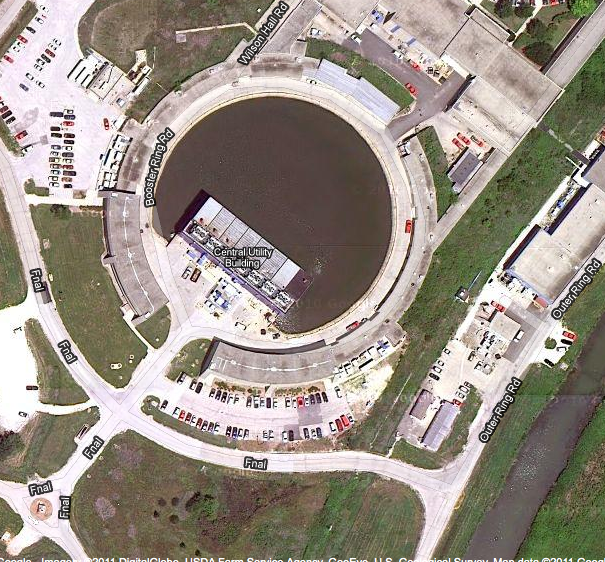 Wilson Hall Rd
Booster Ring Rd
Central Utility
Building
Fnal
Outer Ring Rd
Fnal
Outer Ring Rd
Fnal
Fnal
Fnal
Fnal
Google - Imagery ©2011 DigitalGlobe, USDA Farm Service Agency, GeoEye, U.S. Geological Survey, Map data ©2011 Google